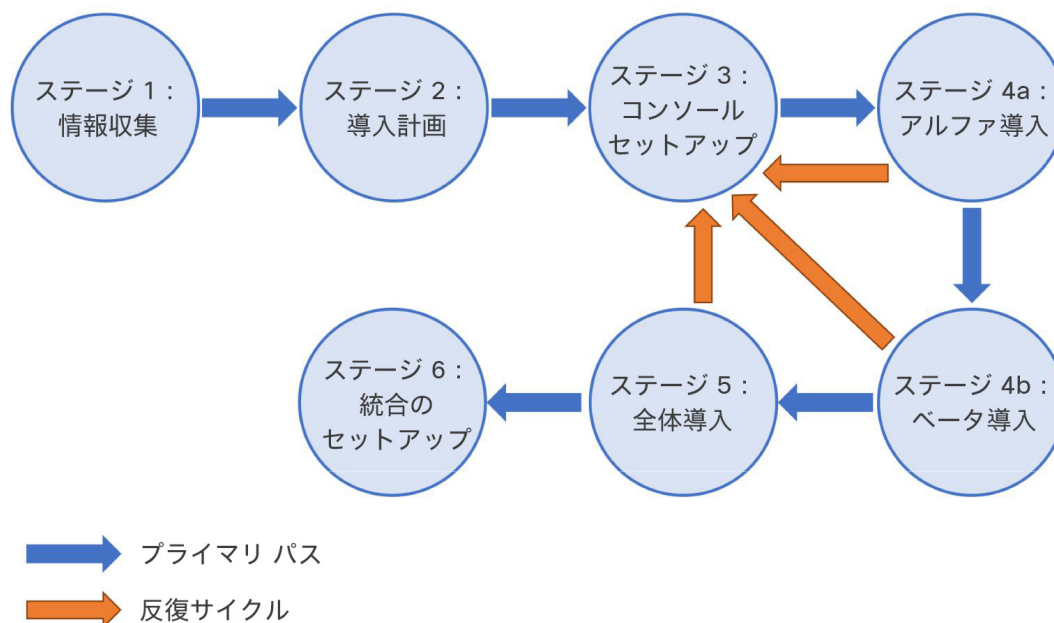 ステージ 1：
情報収集
ステージ 2：
導入計画
ステージ 3：
コンソール
セットアップ
ステージ 4a：
アルファ導入
ステージ 6：
統合の
セットアップ
ステージ 5：
全体導入
ステージ 4b：
ベータ導入
プライマリ パス
反復サイクル